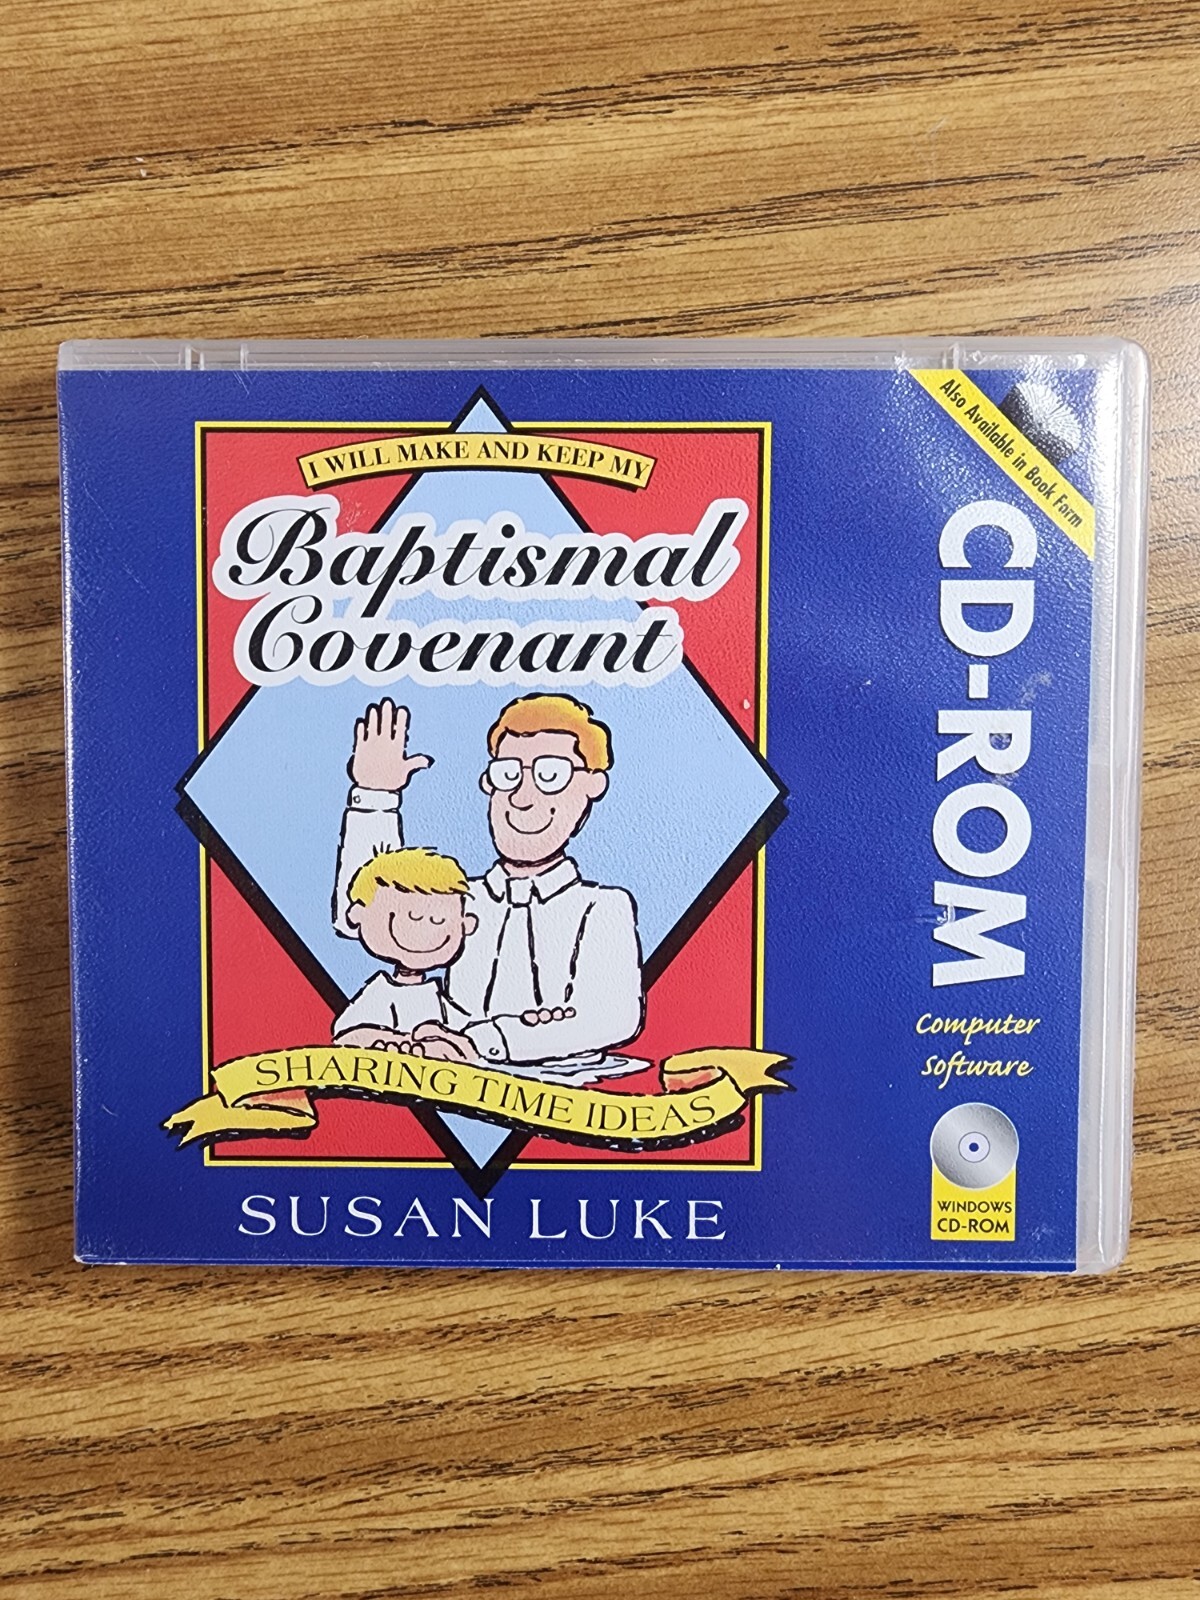 Also Available in Book Form
I WILL MAKE AND KEEP MY
Baptismal
Covenant
SHARING TIME IDEAS
SUSAN LUKE
CD-ROM
Computer
Software
WINDOWS
CD-ROM